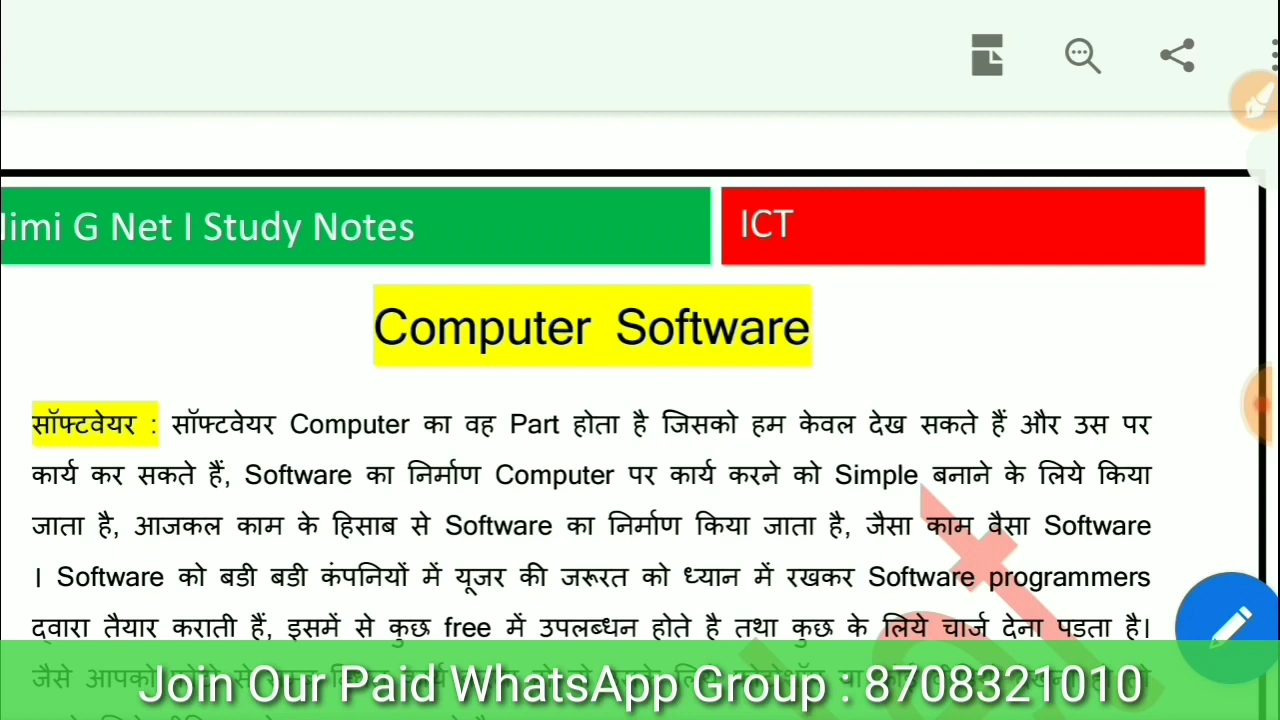 imi G Net I Study Notes
ICT
Computer Software
सॉफ्टवेयर : सॉफ्टवेयर Computer का वह Part होता है जिसको हम केवल देख सकते हैं और उस पर
कार्य कर सकते हैं, Software का निर्माण Computer पर कार्य करने को Simple बनाने के लिये किया
जाता है, आजकल काम के हिसाब से Software का निर्माण किया जाता है, जैसा काम वैसा Software
। Software को बडी बडी कंपनियों में यूजर की जरूरत को ध्यान में रखकर Software programmers
द्वारा तैयार कराती हैं, इसमें से कुछ free में उपलब्धन होते है तथा कुछ के लिये चार्ज देना पडता है।
जैसे आपको
Join Our Paid WhatsApp Group : 8708321010